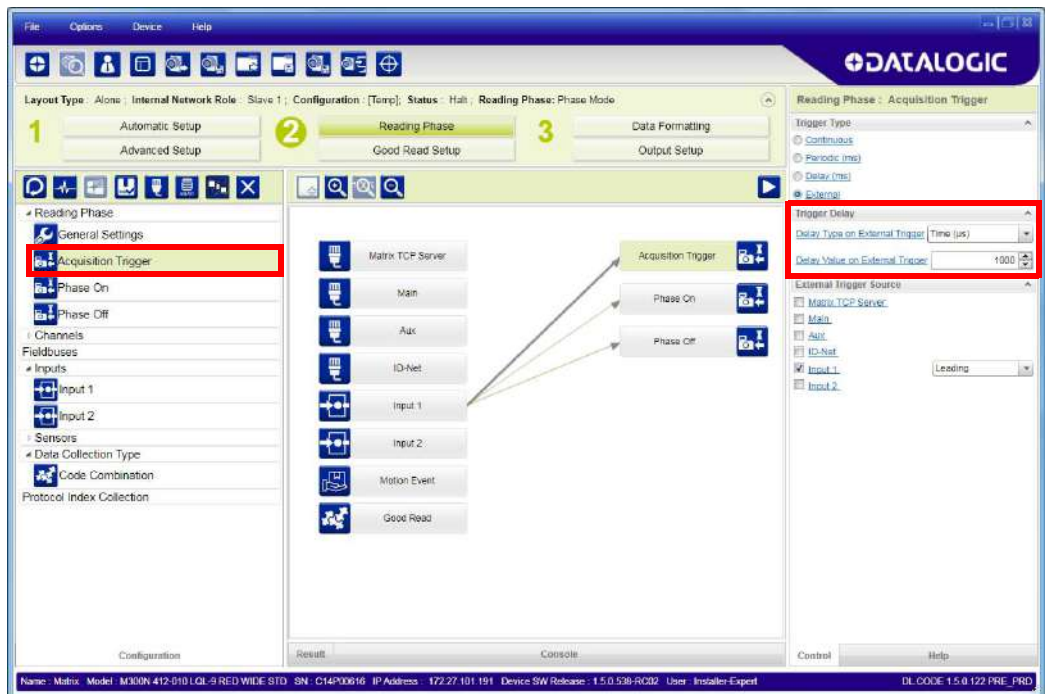 File Options Device Help
DATALOGIC
Layout Type : Alone ; Internal Network Role : Slave 1 ; Configuration : [Temp]; Status : Halt ; Reading Phase: Phase Mode
1 Automatic Setup
Advanced Setup
2 Reading Phase
Good Read Setup
3 Data Formatting
Output Setup
Reading Phase
General Settings
Acquisition Trigger
Phase On
Phase Off
Channels
Fieldbuses
Inputs
Input 1
Input 2
Sensors
Data Collection Type
Code Combination
Protocol Index Collection
Configuration
Matrix TCP Server
Main
Aux
ID-Net
Input 1
Input 2
Motion Event
Good Read
Acquisition Trigger
Phase On
Phase Off
Result Console
Reading Phase : Acquisition Trigger
Trigger Type
Continuous
Periodic (ms)
Delay (ms)
External
Trigger Delay
Delay Type on External Trigger Time (µs)
Delay Value on External Trigger 1000
External Trigger Source
Matrix TCP Server
Main
Aux
ID-Net
Input 1 Leading
Input 2
Control Help
Name : Matrix Model : M300N 412-010 LQL-9 RED WIDE STD SN : C14P00616 IP Address : 172.27.101.191 Device SW Release : 1.5.0.538-RC02 User : Installer-Expert DL.CODE 1.5.0.122 PRE_PRD